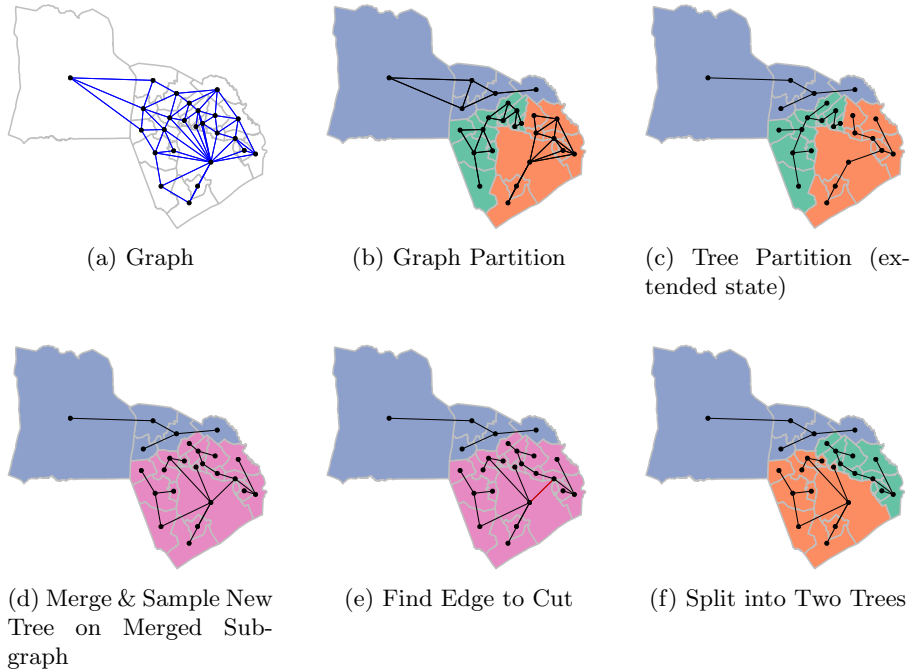 (a) Graph
(b) Graph Partition
(c) Tree Partition (ex-
tended state)
(d) Merge & Sample New
Tree on Merged Sub-
graph
(e) Find Edge to Cut
(f) Split into Two Trees